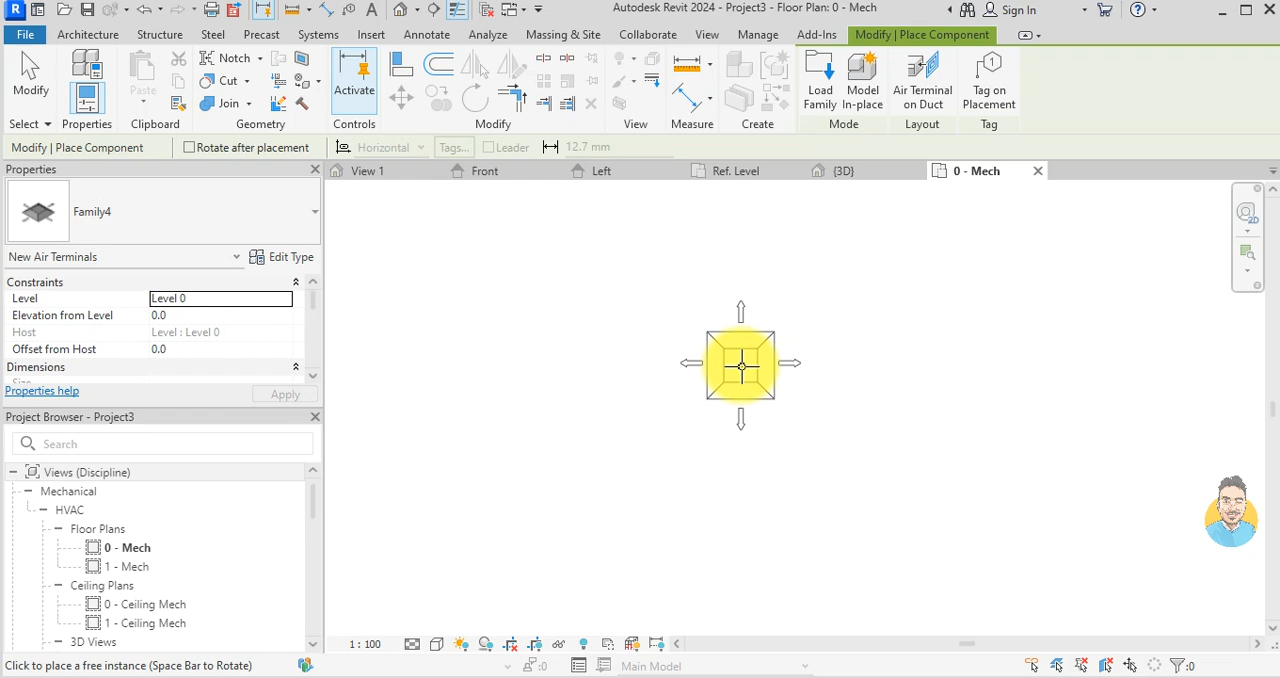 Autodesk Revit 2024 - Project3 - Floor Plan: 0 - Mech
Sign In
File Architecture Structure Steel Precast Systems Insert Annotate Analyze Massing & Site Collaborate View Manage Add-Ins Modify | Place Component
Modify
Paste
Notch
Cut
Join
Activate
Load Family
Model In-place
Air Terminal on Duct
Tag on Placement
Select Properties Clipboard Geometry Controls Modify View Measure Create Mode Layout Tag
Modify | Place Component Rotate after placement Horizontal Tags... Leader 12.7 mm
Properties
View 1 Front Left Ref. Level {3D} 0 - Mech
Family4
New Air Terminals Edit Type
Constraints
Level Level 0
Elevation from Level 0.0
Host Level : Level 0
Offset from Host 0.0
Dimensions
Size
Properties help Apply
Project Browser - Project3
Search
Views (Discipline)
Mechanical
HVAC
Floor Plans
0 - Mech
1 - Mech
Ceiling Plans
0 - Ceiling Mech
1 - Ceiling Mech
3D Views
2D
1 : 100
Click to place a free instance (Space Bar to Rotate) :0 Main Model :0